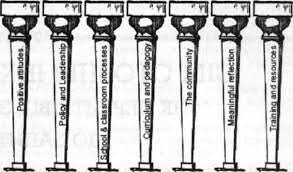 Positive attitudes.
Policy and Leadership
School & classroom processes
Curriculum and pedagogy
The community
Meaningful reflection
Training and resources